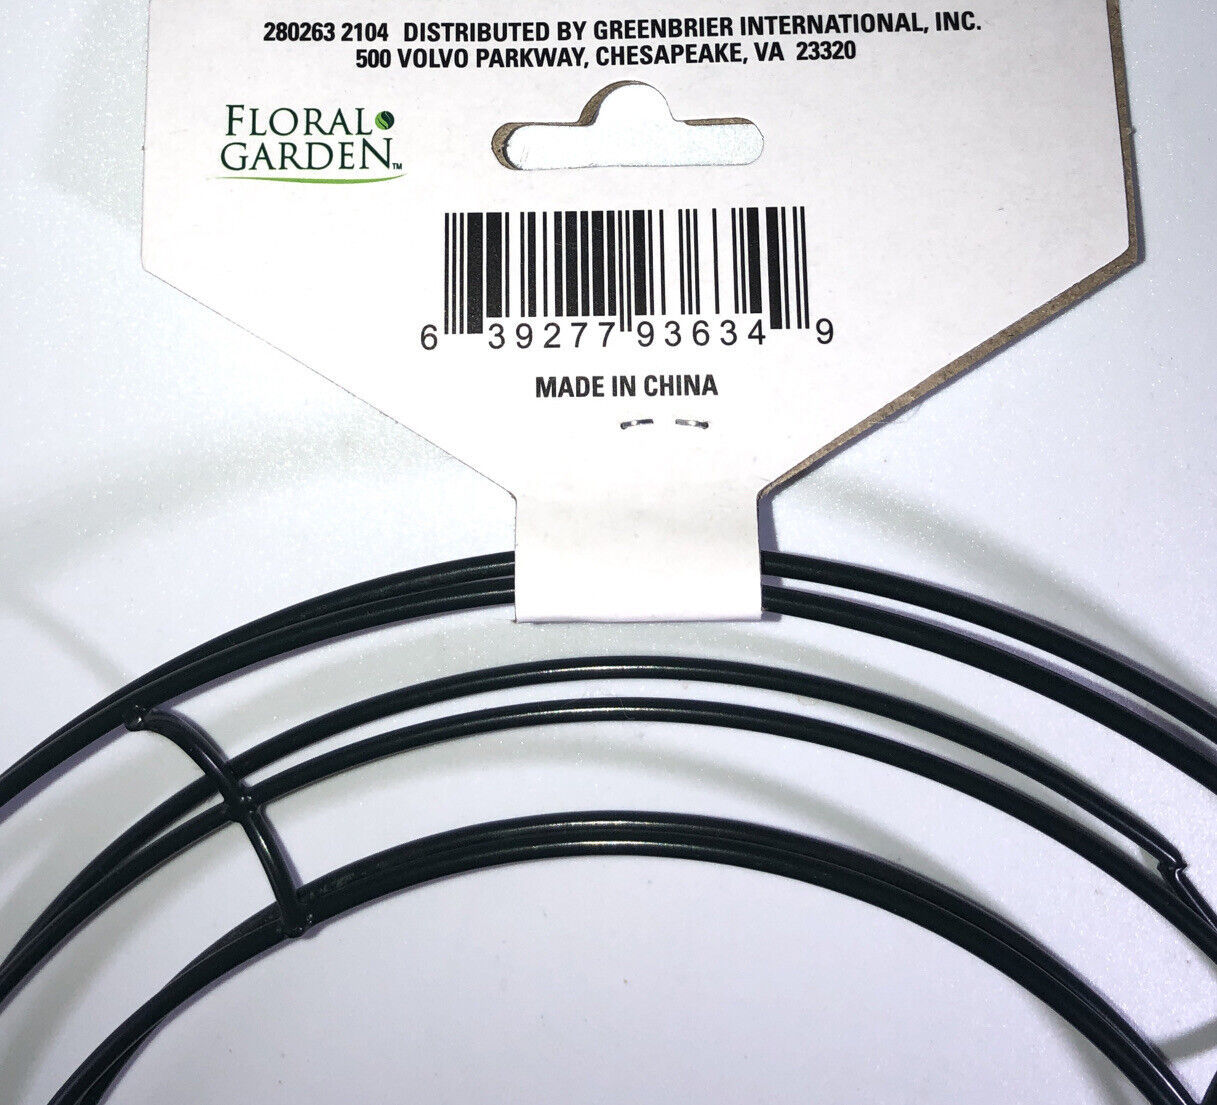 280263 2104 DISTRIBUTED BY GREENBRIER INTERNATIONAL, INC.
500 VOLVO PARKWAY, CHESAPEAKE, VA 23320
FLORAL
GARDEN™
6 39277 93634 9
MADE IN CHINA